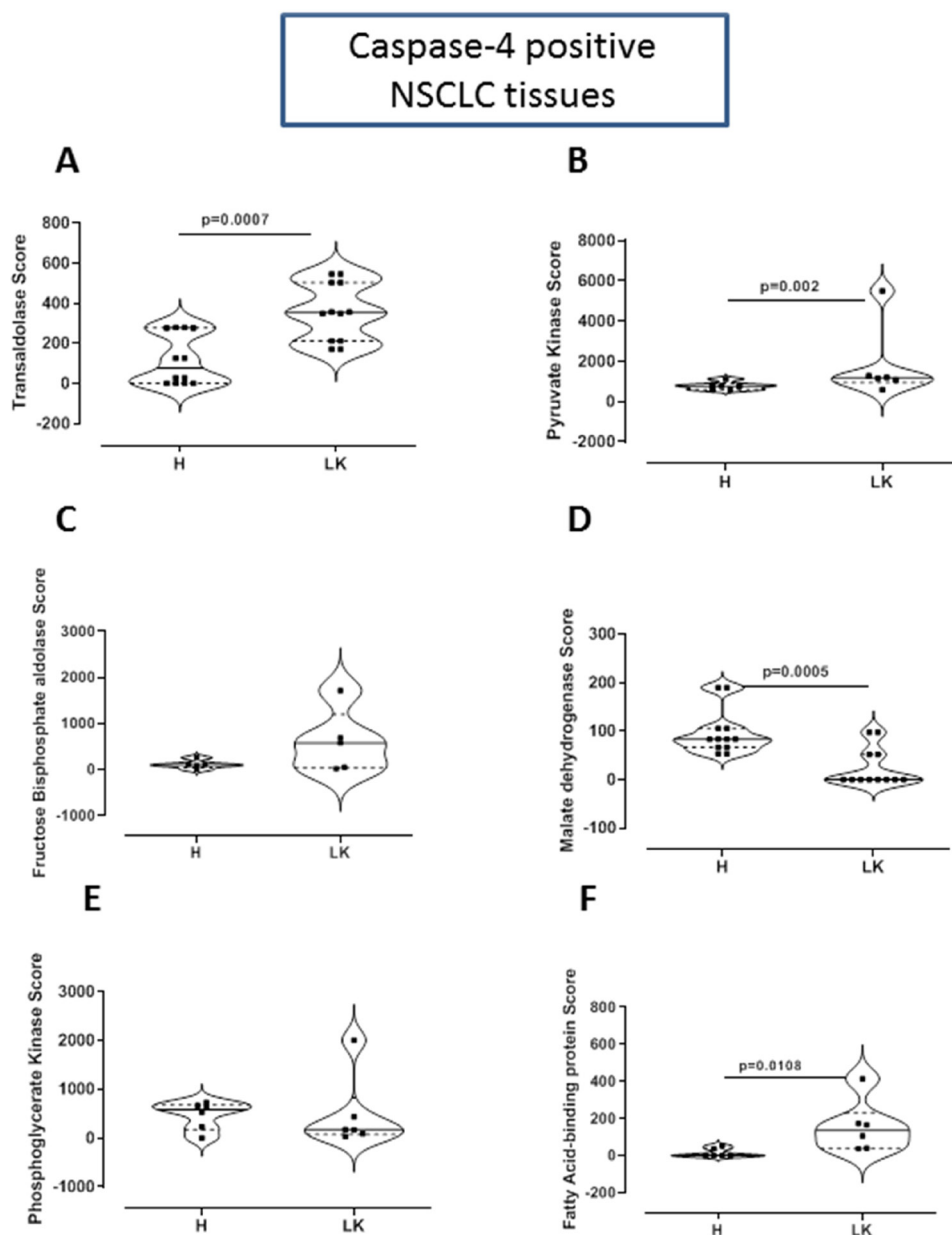 Caspase-4 positive
NSCLC tissues
A
Transaldolase Score
800
600
400
200
0
-200
p=0.0007
H
LK
B
Pyruvate Kinase Score
8000
6000
4000
2000
0
-2000
p=0.002
H
LK
C
Fructose Bisphosphate aldolase Score
3000
2000
1000
0
-1000
H
LK
D
Malate dehydrogenase Score
300
200
100
0
-100
p=0.0005
H
LK
E
Phosphoglycerate Kinase Score
3000
2000
1000
0
-1000
H
LK
F
Fatty Acid-binding protein Score
800
600
400
200
0
-200
p=0.0108
H
LK